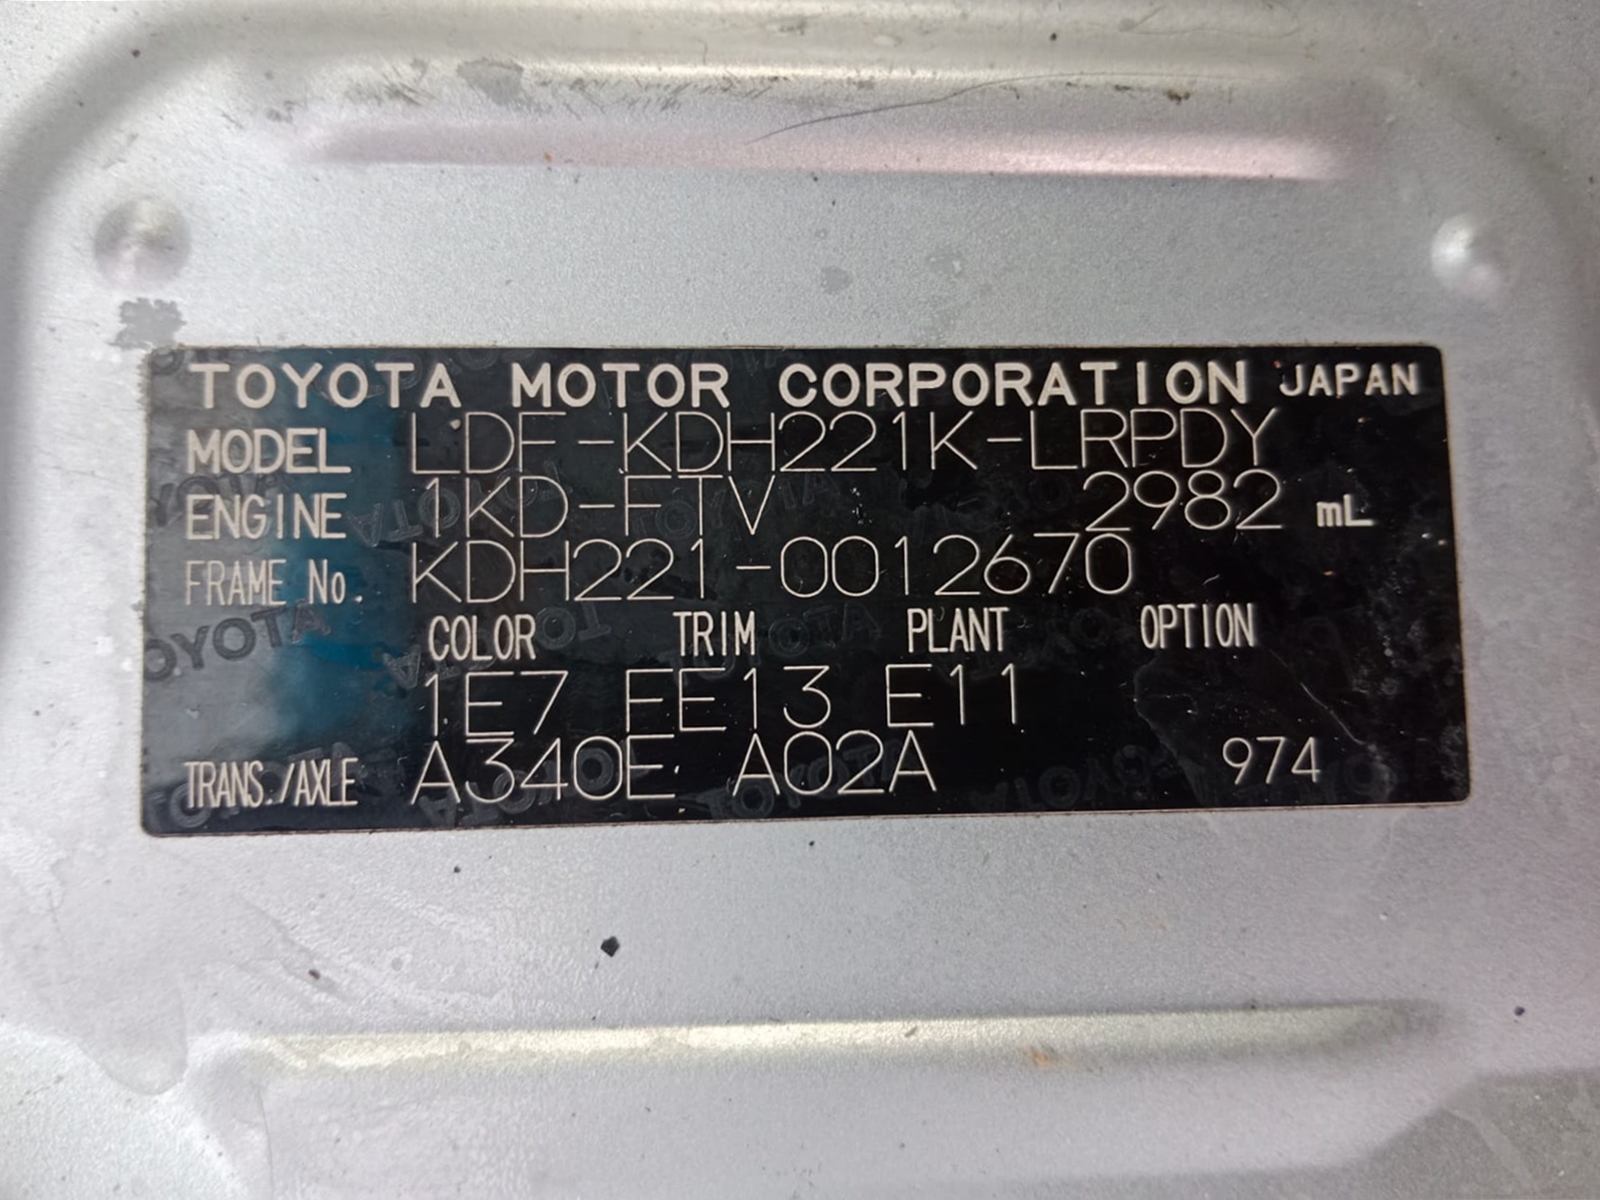 TOYOTA MOTOR CORPORATION JAPAN
MODEL LDF-KDH221K-LRPDY
ENGINE 1KD-FTV 2982 mL
FRAME No. KDH221-0012670
COLOR TRIM PLANT OPTION
1E7 FE13 E11
TRANS./AXLE A340E A02A 974